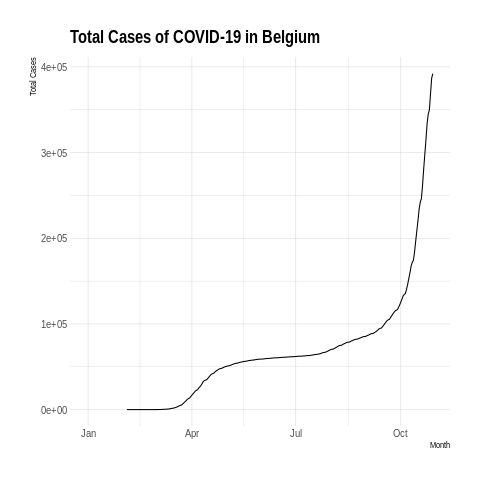 Total Cases of COVID-19 in Belgium
Total Cases
4e+05
3e+05
2e+05
1e+05
0e+00
Jan Apr Jul Oct
Month